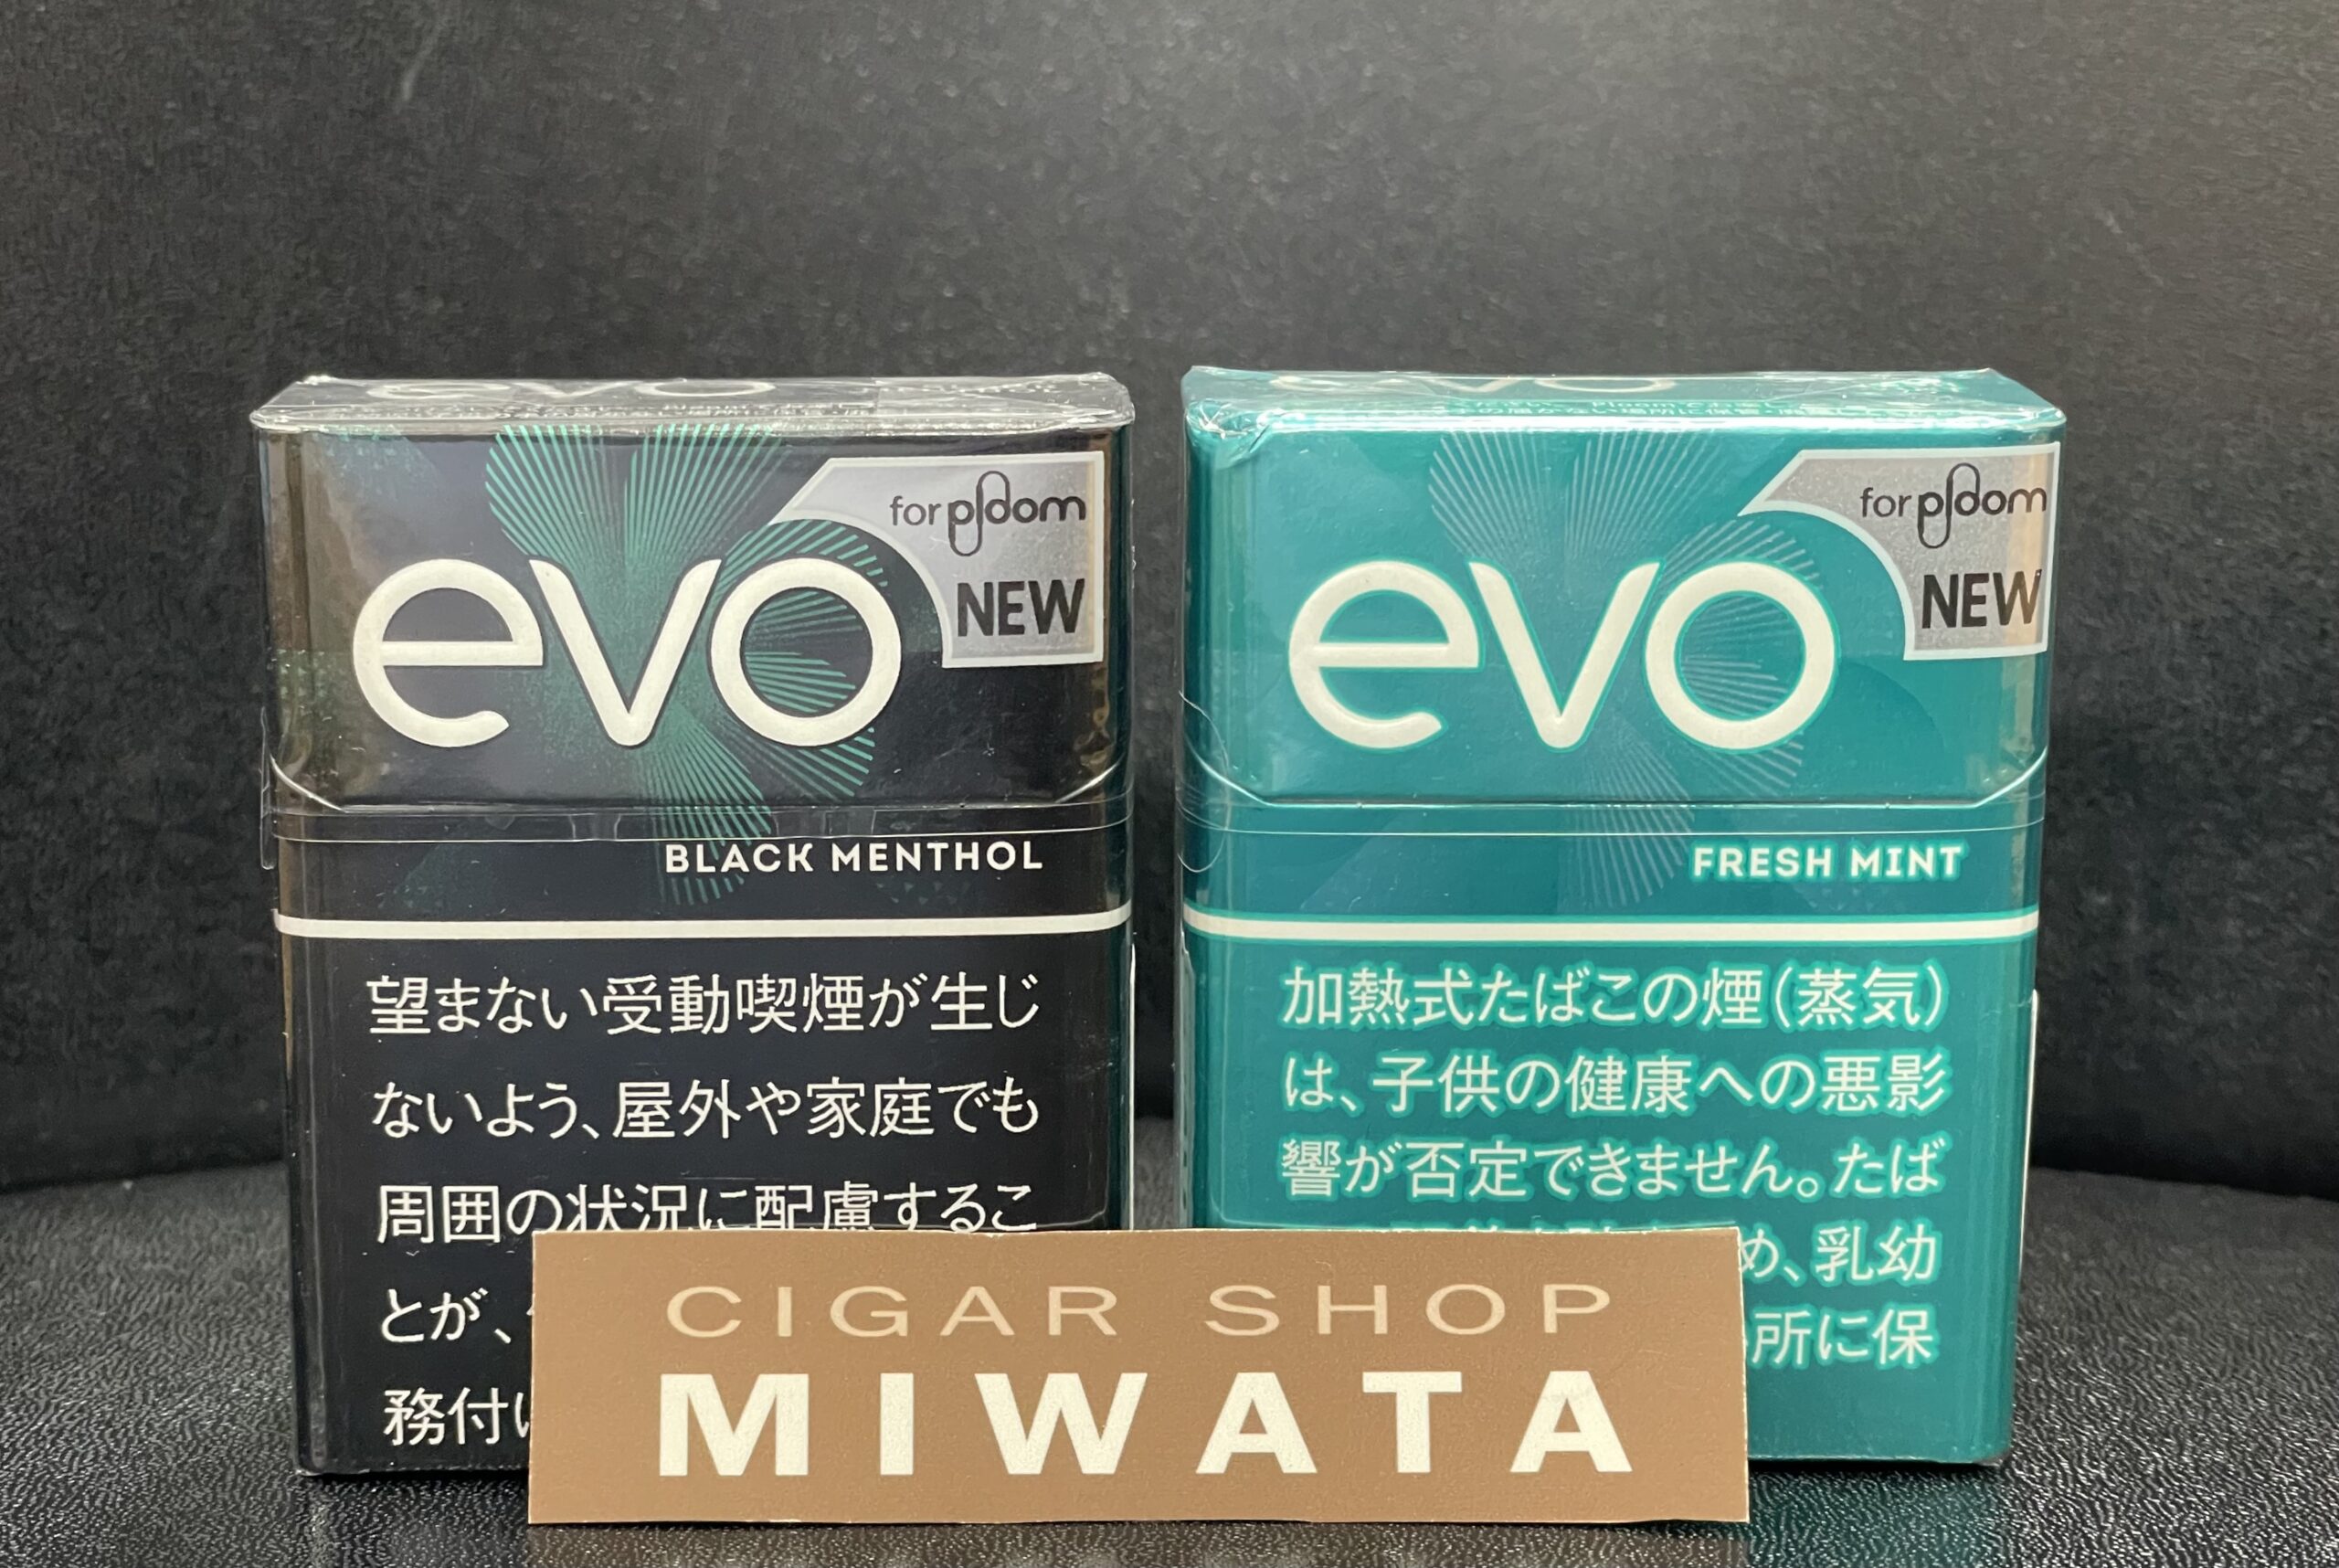 evo
for ploom
NEW
evo
BLACK MENTHOL
望まない受動喫煙が生じ
ないよう、屋外や家庭でも
周囲の状況に配慮するこ
とが、
務付
evo
for ploom
NEW
evo
FRESH MINT
加熱式たばこの煙（蒸気）
は、子供の健康への悪影
響が否定できません。たば
め、乳幼
所に保
CIGAR SHOP
MIWATA